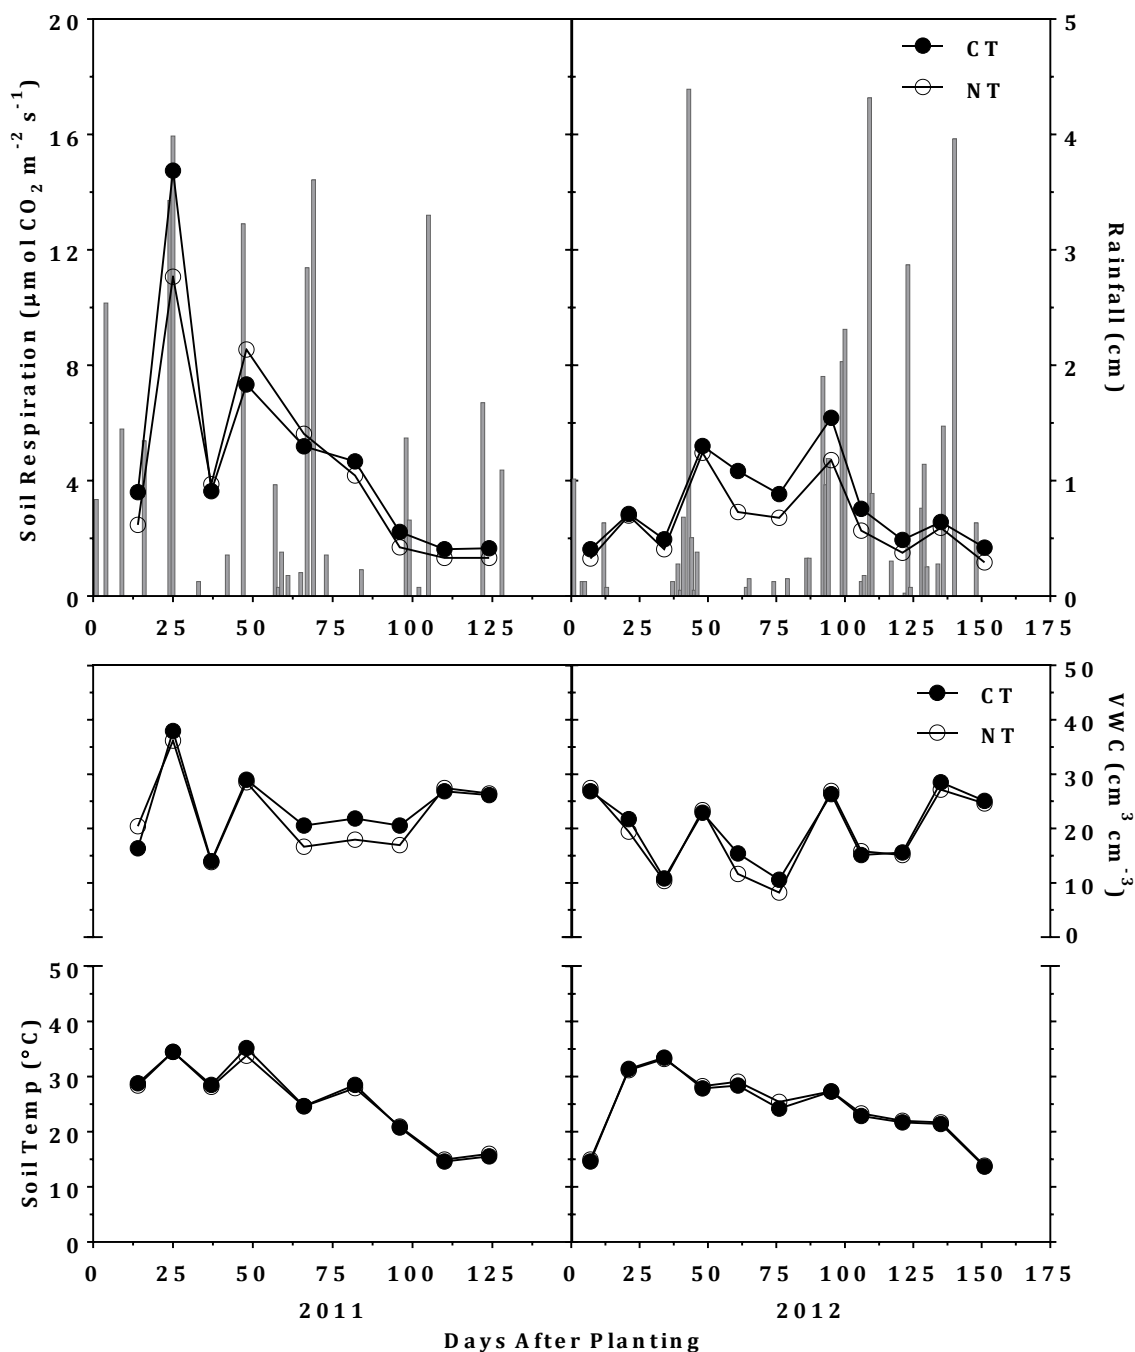 20
16
12
8
4
0
Soil Respiration (µmol CO2 m-2 s-1)
CT
NT
5
4
3
2
1
0
Rainfall (cm)
0 25 50 75 100 125 0 25 50 75 100 125 150 175
CT
NT
50
40
30
20
10
0
VWC (cm3 cm-3)
50
40
30
20
10
0
Soil Temp (°C)
0 25 50 75 100 125 0 25 50 75 100 125 150 175
2011 2012
Days After Planting